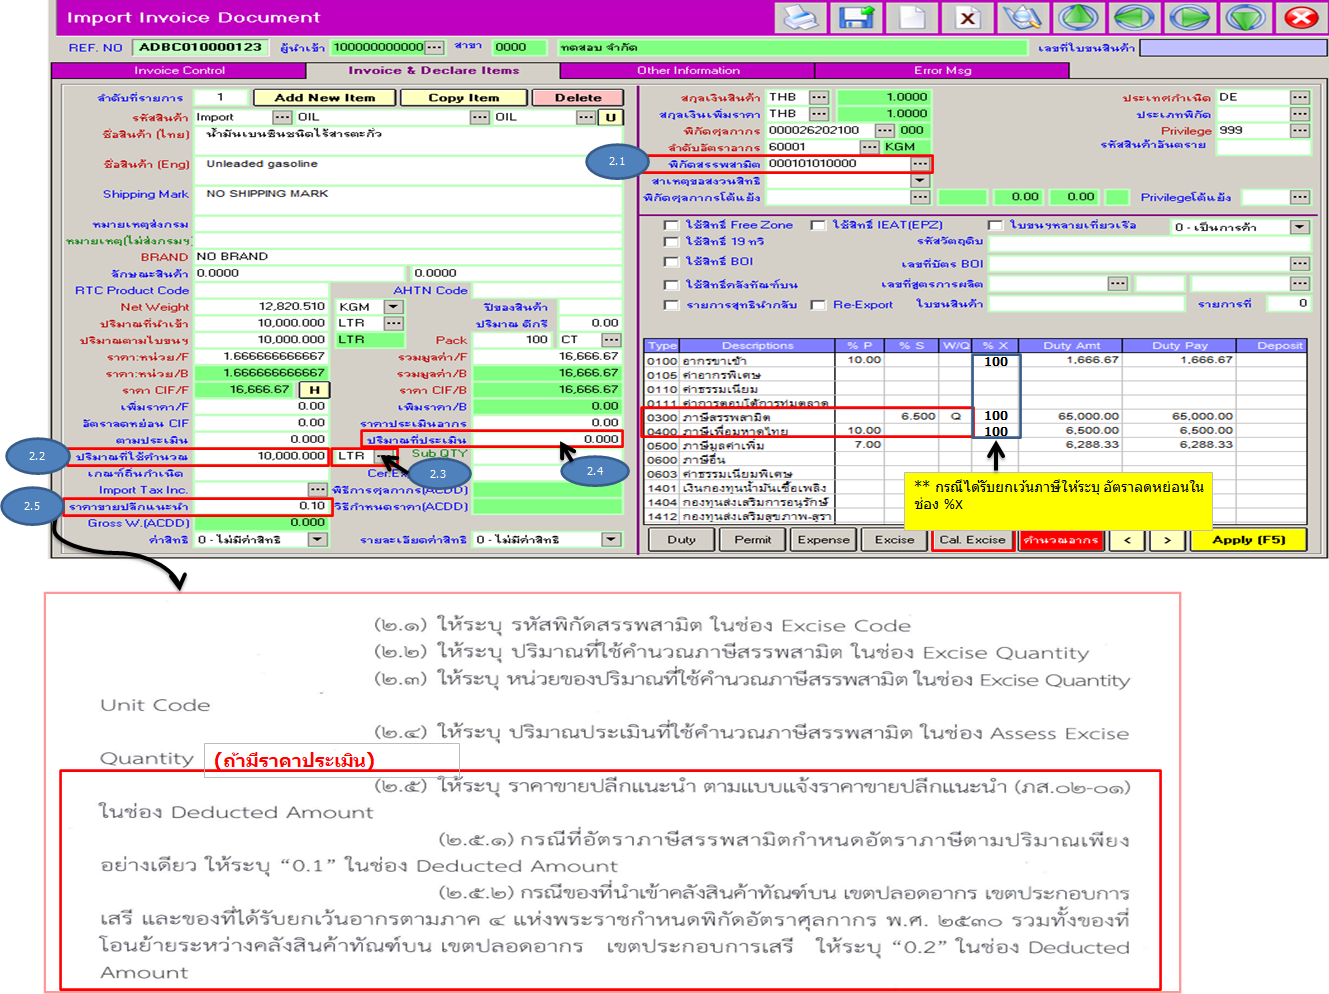 Import Invoice Document
REF. NO ADBC010000123 ผู้นำเข้า 100000000000 สาขา 0000 ทดสอบ จำกัด เลขที่ใบขนสินค้า
Invoice Control Invoice & Declare Items Other Information Error Msg
ลำดับที่รายการ 1 Add New Item Copy Item Delete
รหัสสินค้า Import OIL OIL U
ชื่อสินค้า (ไทย) น้ำมันเบนซินชนิดไร้สารตะกั่ว
ชื่อสินค้า (Eng) Unleaded gasoline
Shipping Mark NO SHIPPING MARK
หมายเหตุส่งกรม
หมายเหตุ(ไม่ส่งกรมฯ)
BRAND NO BRAND
ลักษณะสินค้า 0.0000 0.0000
RTC Product Code AHTN Code
Net Weight 12,820.510 KGM ปีของสินค้า
ปริมาณที่นำเข้า 10,000.000 LTR ปริมาณ ดีกรี 0.00
ปริมาณตามใบขนฯ 10,000.000 LTR Pack 100 CT
ราคา:หน่วย/F 1.666666666667 รวมมูลค่า/F 16,666.67
ราคา:หน่วย/B 1.666666666667 รวมมูลค่า/B 16,666.67
ราคา CIF/F 16,666.67 H ราคา CIF/B 16,666.67
เพิ่มราคา/F 0.00 เพิ่มราคา/B 0.00
อัตราลดหย่อน CIF 0.00 ราคาประเมินอากร 0.00
ตามประเมิน 0.000 ปริมาณที่ประเมิน 0.000
2.2 ปริมาณที่ใช้คำนวณ 10,000.000 LTR Sub QTY
2.3 2.4
เกณฑ์ถิ่นกำเนิด Cer.Ex
Import Tax Inc. พิธีการศุลกากร(ACDD)
2.5 ราคาขายปลีกแนะนำ 0.10 วิธีกำหนดราคา(ACDD)
Gross W.(ACDD) 0.000
ค่าสิทธิ 0 - ไม่มีค่าสิทธิ รายละเอียดค่าสิทธิ 0 - ไม่มีค่าสิทธิ
สกุลเงินสินค้า THB 1.0000 ประเทศกำเนิด DE
สกุลเงินเพิ่มราคา THB 1.0000 ประเภทพิกัด
พิกัดศุลกากร 000026202100 000 Privilege 999
ลำดับอัตราอากร 60001 KGM รหัสสินค้าอันตราย
2.1 พิกัดสรรพสามิต 000101010000
สาเหตุขอสงวนสิทธิ
พิกัดศุลกากรโต้แย้ง 0.00 0.00 Privilegeโต้แย้ง
ใช้สิทธิ์ Free Zone ใช้สิทธิ์ IEAT(EPZ) ใบขนฯหลายเที่ยวเรือ 0 - เป็นการค้า
ใช้สิทธิ์ 19 ทวิ รหัสวัตถุดิบ
ใช้สิทธิ์ BOI เลขที่บัตร BOI
ใช้สิทธิ์คลังทัณฑ์บน เลขที่สูตรการผลิต
รายการสุทธินำกลับ Re-Export ใบขนสินค้า รายการที่ 0
Type Descriptions % P % S W/Q % X Duty Amt Duty Pay Deposit
0100 อากรขาเข้า 10.00 100 1,666.67 1,666.67
0105 ค่าอากรพิเศษ
0110 ค่าธรรมเนียม
0111 ค่าการตอบโต้การทุ่มตลาด
0300 ภาษีสรรพสามิต 6.500 Q 100 65,000.00 65,000.00
0400 ภาษีเพื่อมหาดไทย 10.00 100 6,500.00 6,500.00
0500 ภาษีมูลค่าเพิ่ม 7.00 6,288.33 6,288.33
0600 ภาษีอื่น
0603 ค่าธรรมเนียมพิเศษ
1401 เงินกองทุนน้ำมันเชื้อเพลิง
1404 กองทุนส่งเสริมการอนุรักษ์
1412 กองทุนส่งเสริมสุขภาพ-สุรา
** กรณีได้รับยกเว้นภาษีให้ระบุ อัตราลดหย่อนใน
ช่อง %X
Duty Permit Expense Excise Cal. Excise คำนวณอากร < > Apply (F5)
(๒.๑) ให้ระบุ รหัสพิกัดสรรพสามิต ในช่อง Excise Code
(๒.๒) ให้ระบุ ปริมาณที่ใช้คำนวณภาษีสรรพสามิต ในช่อง Excise Quantity
(๒.๓) ให้ระบุ หน่วยของปริมาณที่ใช้คำนวณภาษีสรรพสามิต ในช่อง Excise Quantity
Unit Code
(๒.๔) ให้ระบุ ปริมาณประเมินที่ใช้คำนวณภาษีสรรพสามิต ในช่อง Assess Excise
Quantity (ถ้ามีราคาประเมิน)
(๒.๕) ให้ระบุ ราคาขายปลีกแนะนำ ตามแบบแจ้งราคาขายปลีกแนะนำ (ภส.๐๒-๐๑)
ในช่อง Deducted Amount
(๒.๕.๑) กรณีที่อัตราภาษีสรรพสามิตกำหนดอัตราภาษีตามปริมาณเพียง
อย่างเดียว ให้ระบุ “0.1” ในช่อง Deducted Amount
(๒.๕.๒) กรณีของที่นำเข้าคลังสินค้าทัณฑ์บน เขตปลอดอากร เขตประกอบการ
เสรี และของที่ได้รับยกเว้นอากรตามภาค ๔ แห่งพระราชกำหนดพิกัดอัตราศุลกากร พ.ศ. ๒๕๓๐ รวมทั้งของที่
โอนย้ายระหว่างคลังสินค้าทัณฑ์บน เขตปลอดอากร เขตประกอบการเสรี ให้ระบุ “0.2” ในช่อง Deducted
Amount